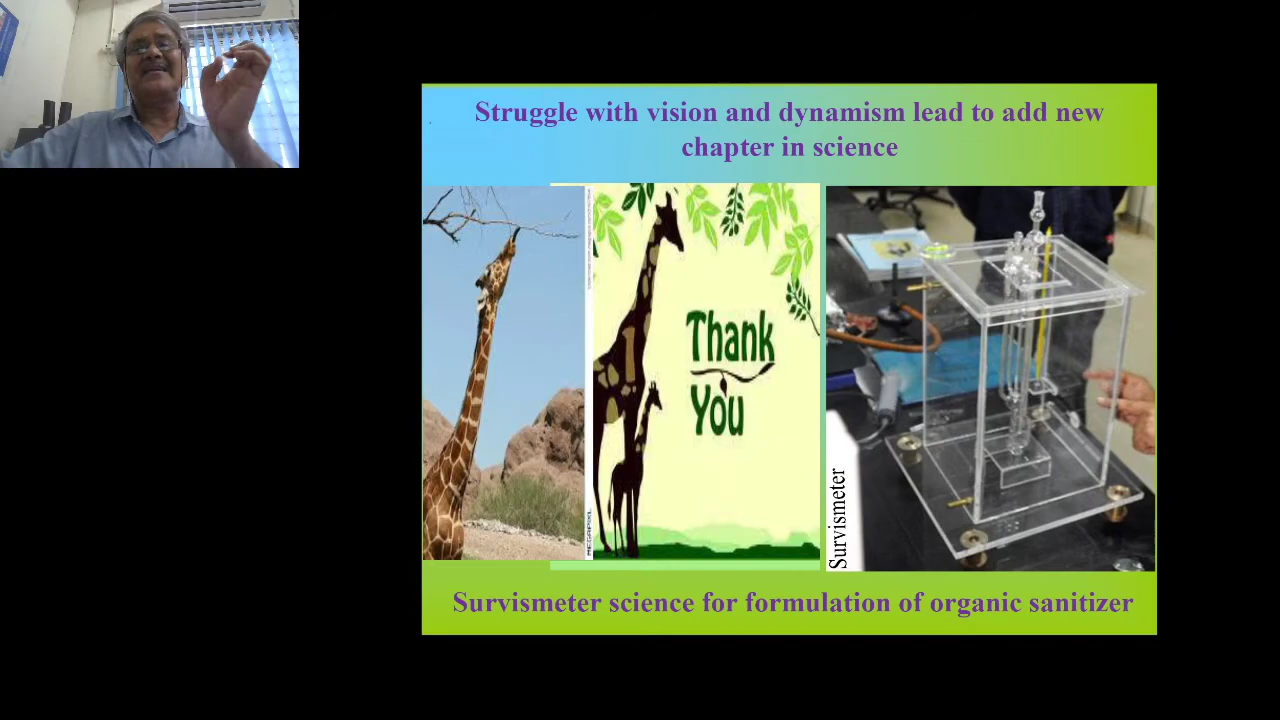 Struggle with vision and dynamism lead to add new
chapter in science
Thank
You
MEGAPIXL
Survismeter
Survismeter science for formulation of organic sanitizer